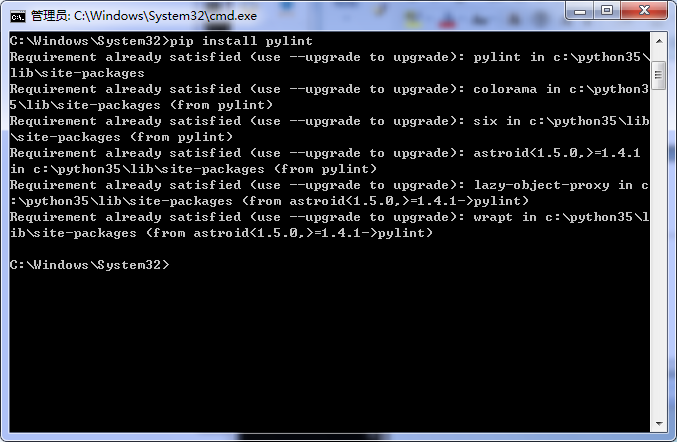 管理员: C:\Windows\System32\cmd.exe
C:\Windows\System32>pip install pylint
Requirement already satisfied (use --upgrade to upgrade): pylint in c:\python35\
lib\site-packages
Requirement already satisfied (use --upgrade to upgrade): colorama in c:\python3
5\lib\site-packages (from pylint)
Requirement already satisfied (use --upgrade to upgrade): six in c:\python35\lib
\site-packages (from pylint)
Requirement already satisfied (use --upgrade to upgrade): astroid<1.5.0,>=1.4.1
in c:\python35\lib\site-packages (from pylint)
Requirement already satisfied (use --upgrade to upgrade): lazy-object-proxy in c
:\python35\lib\site-packages (from astroid<1.5.0,>=1.4.1->pylint)
Requirement already satisfied (use --upgrade to upgrade): wrapt in c:\python35\l
ib\site-packages (from astroid<1.5.0,>=1.4.1->pylint)
C:\Windows\System32>